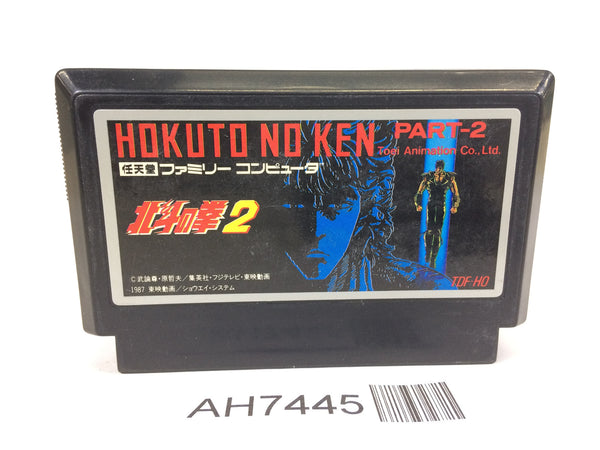 HOKUTO NO KEN PART-2
Toei Animation Co., Ltd.
任天堂 ファミリー コンピュータ
北斗の拳2
©武論尊・原哲夫/集英社・フジテレビ・東映動画
1987 東映動画/ショウエイ・システム
TDF-HO
AH7445